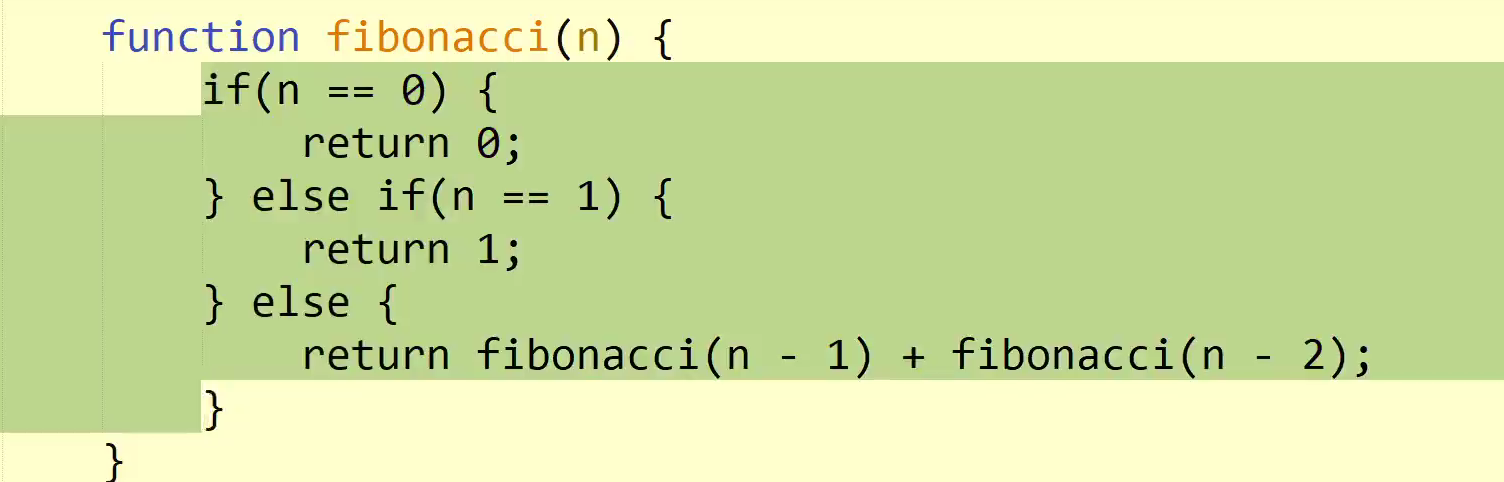 function fibonacci(n) {
    if(n == 0) {
        return 0;
    } else if(n == 1) {
        return 1;
    } else {
        return fibonacci(n - 1) + fibonacci(n - 2);
    }
}